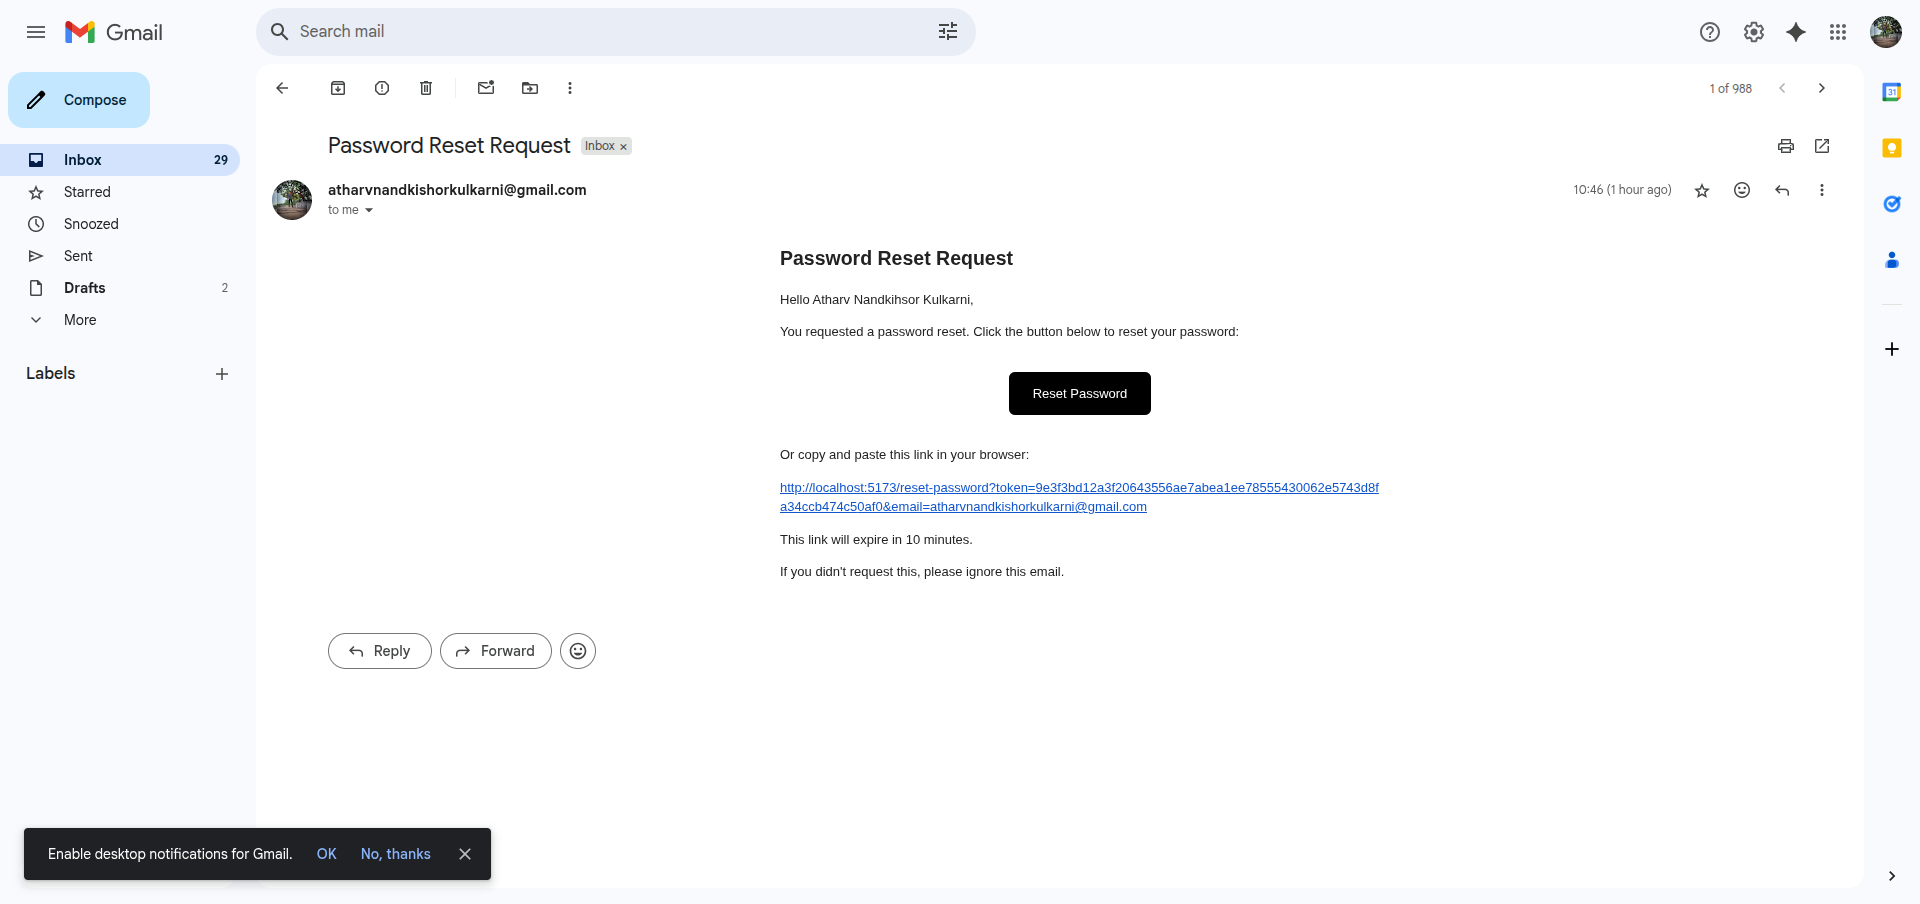 Gmail
Search mail
Compose
Inbox 29
Starred
Snoozed
Sent
Drafts 2
More
Labels
1 of 988
Password Reset Request
Inbox ×
atharvnandkishorkulkarni@gmail.com
10:46 (1 hour ago)
to me
Password Reset Request
Hello Atharv Nandkihsor Kulkarni,
You requested a password reset. Click the button below to reset your password:
Reset Password
Or copy and paste this link in your browser:
http://localhost:5173/reset-password?token=9e3f3bd12a3f20643556ae7abea1ee78555430062e5743d8f
a34ccb474c50af0&email=atharvnandkishorkulkarni@gmail.com
This link will expire in 10 minutes.
If you didn't request this, please ignore this email.
Reply
Forward
Enable desktop notifications for Gmail. OK No, thanks
31